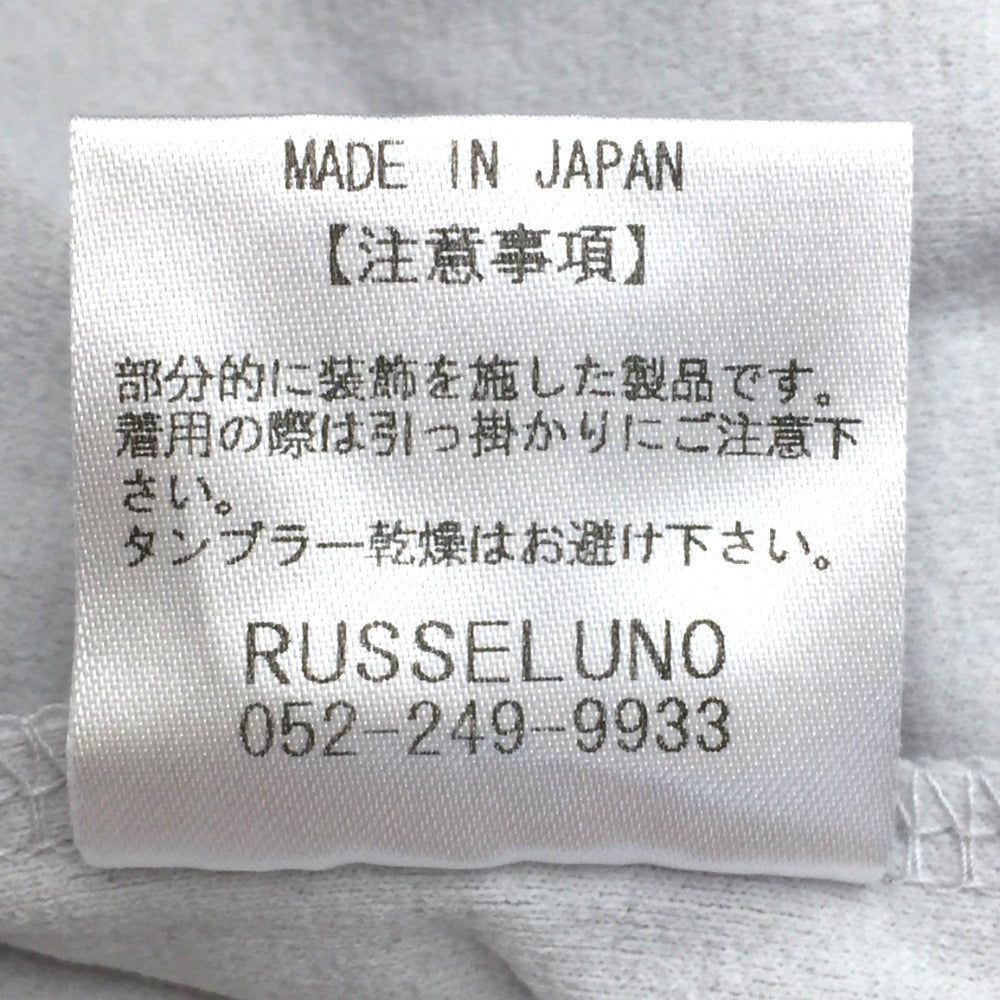 MADE IN JAPAN
【注意事項】
部分的に装飾を施した製品です。
着用の際は引っ掛かりにご注意下
さい。
タンブラー乾燥はお避け下さい。
RUSSELUNO
052-249-9933